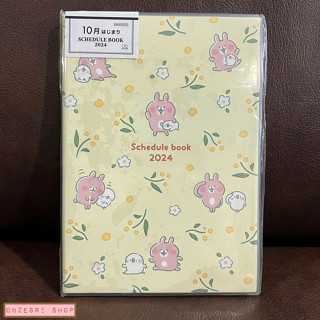 10月はじまり
SCHEDULE BOOK
2024
Schedule book
2024
ONZEBRI SHOP